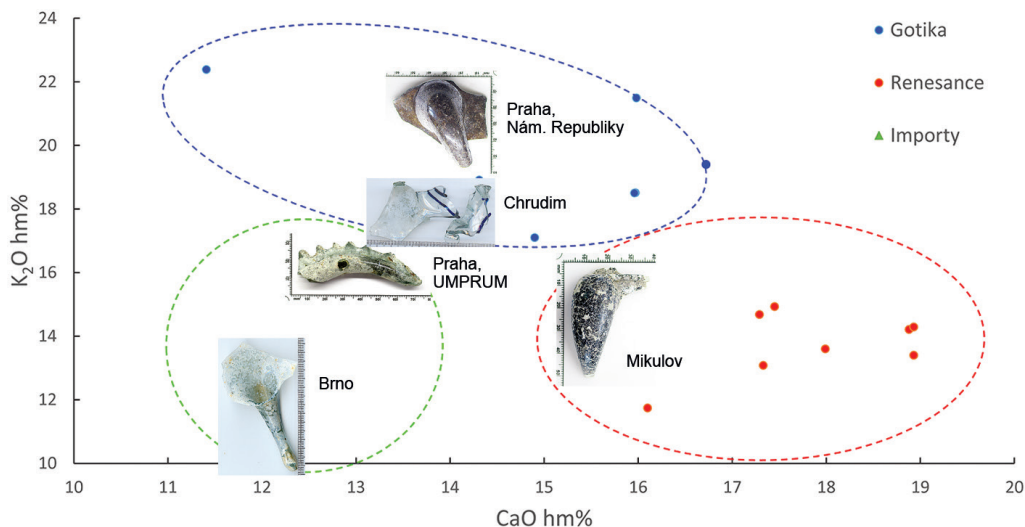 24
22
20
18
16
14
12
10
K₂O hm%
10
11
12
13
14
15
16
17
18
19
20
CaO hm%
Gotika
Renesance
Importy
Praha,
Nám. Republiky
Chrudim
Praha,
UMPRUM
Mikulov
Brno